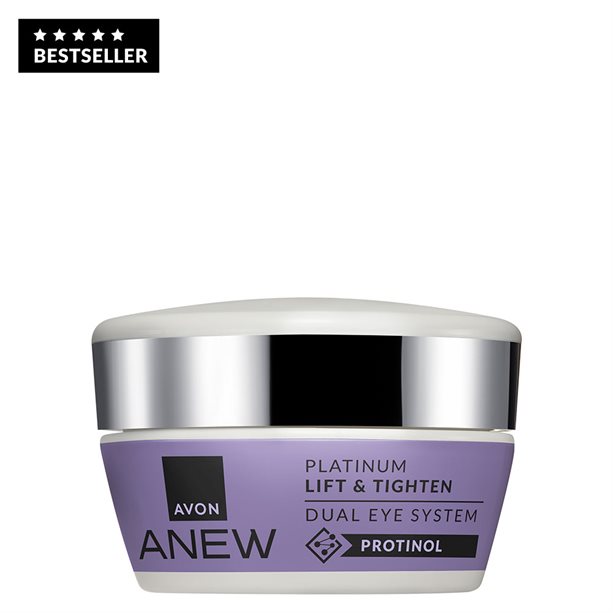 BESTSELLER
AVON
ANEW
PLATINUM
LIFT & TIGHTEN
DUAL EYE SYSTEM
PROTINOL